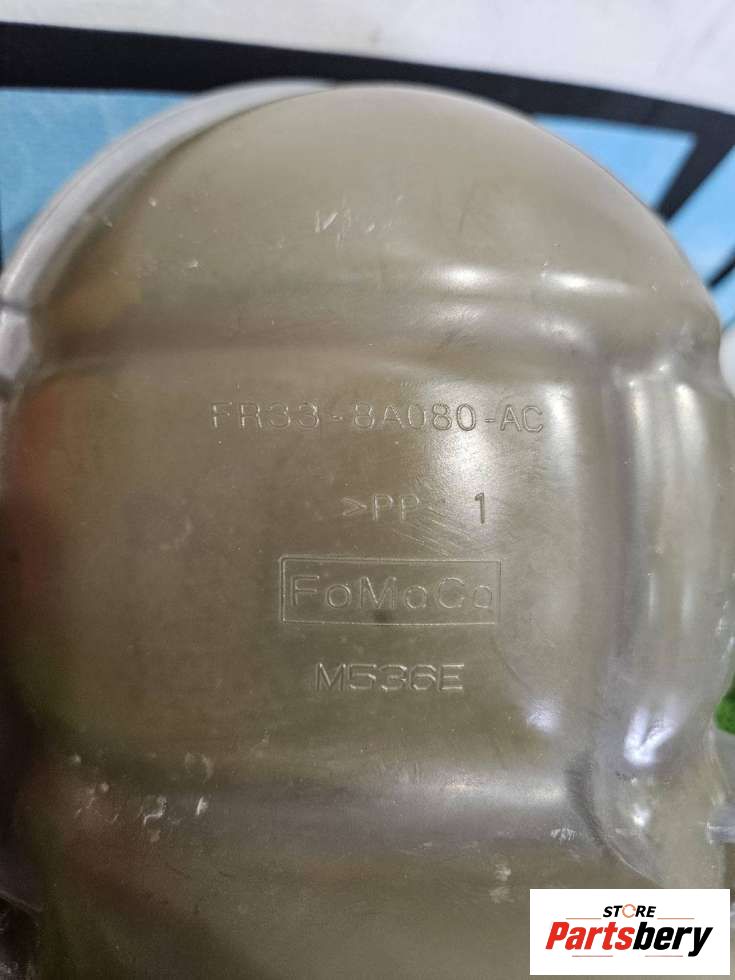 FR33-8A080-AC
>PP< 1
FoMoCo
M536E
STORE
Partsbery